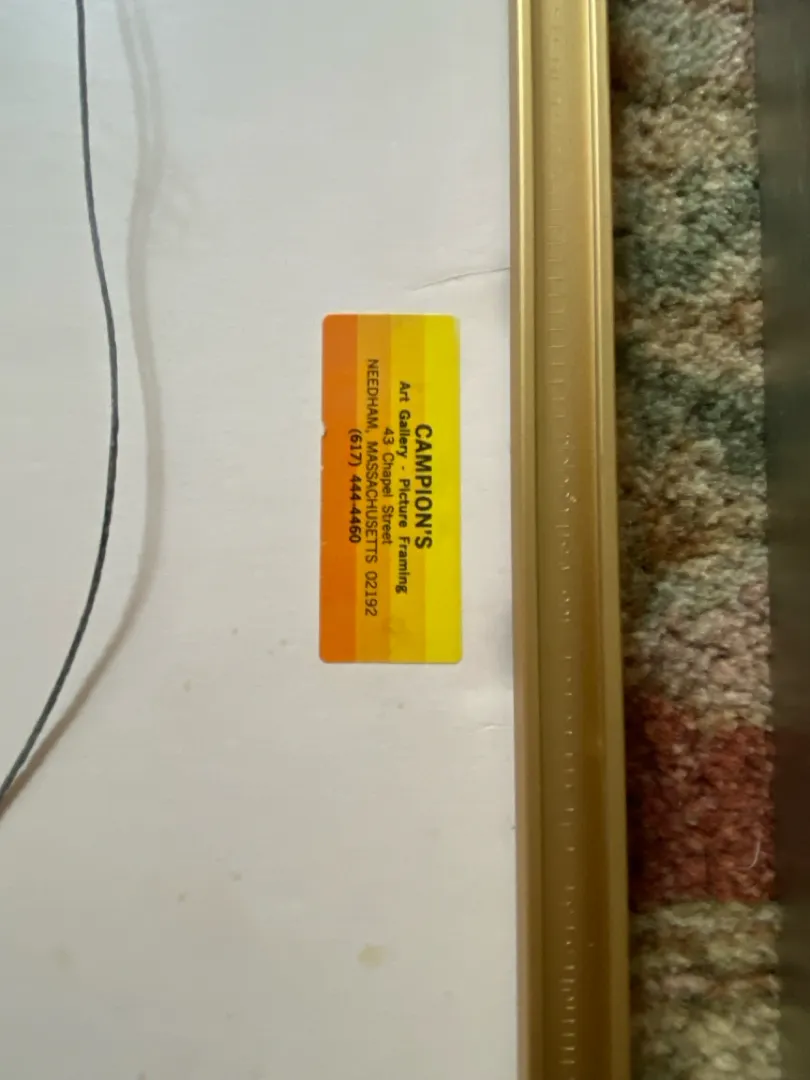 CAMPION'S
Art Gallery - Picture Framing
43 Chapel Street
NEEDHAM, MASSACHUSETTS 02192
(617) 444-4460